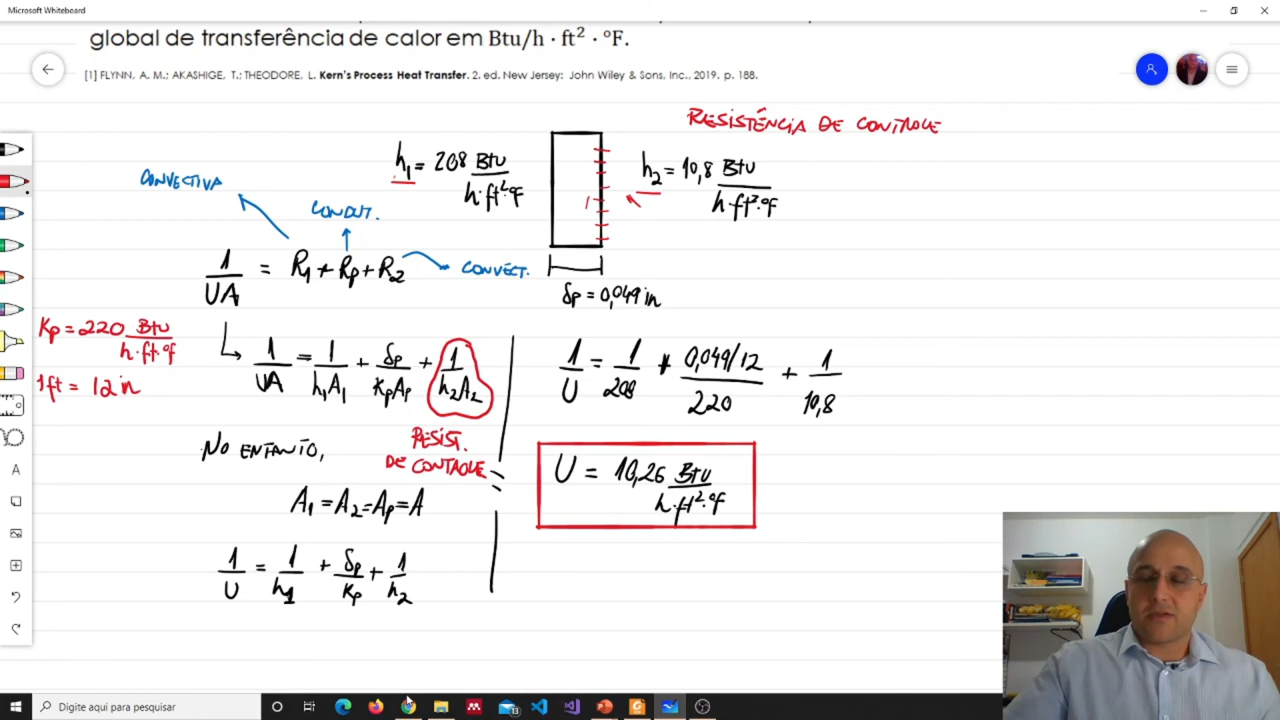 Microsoft Whiteboard
global de transferência de calor em Btu/h · ft² · °F.
[1] FLYNN, A. M.; AKASHIGE, T.; THEODORE, L. Kern's Process Heat Transfer. 2. ed. New Jersey: John Wiley & Sons, Inc., 2019. p. 188.
RESISTÊNCIA DE CONTROLE
h₁ = 208 Btu / h·ft²·°F
h₂ = 10,8 Btu / h·ft²·°F
CONVECTIVA
CONDUT.
1/UA₁ = R₁ + Rp + R₂
CONVECT.
δp = 0,049 in
Kp = 220 Btu / h·ft·°F
1ft = 12 in
1/UA = 1/h₁A₁ + δp/KpAp + 1/h₂A₂
RESIST.
DE CONTROLE
NO ENTANTO,
A₁ = A₂ = Ap = A
1/U = 1/h₁ + δp/Kp + 1/h₂
1/U = 1/208 + 0,049/12 / 220 + 1/10,8
U = 10,26 Btu / h·ft²·°F
A
13
Digite aqui para pesquisar